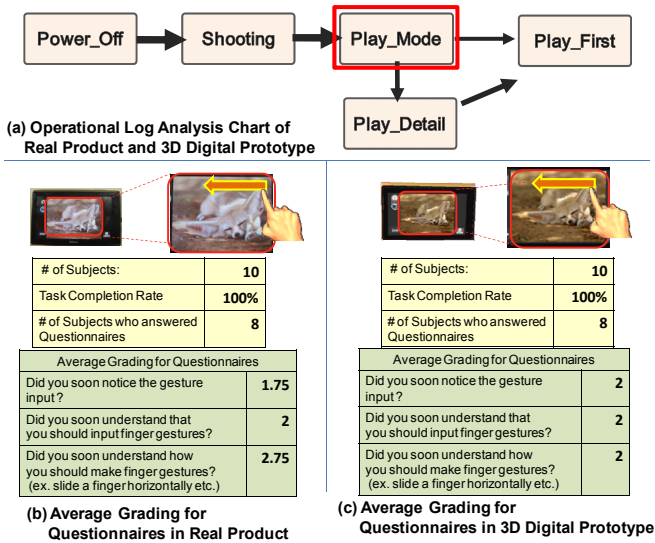 Power_Off
Shooting
Play_Mode
Play_First
Play_Detail
(a) Operational Log Analysis Chart of
Real Product and 3D Digital Prototype
# of Subjects: 10
Task Completion Rate 100%
# of Subjects who answered
Questionnaires 8
Average Grading for Questionnaires
Did you soon notice the gesture
input ? 1.75
Did you soon understand that
you should input finger gestures? 2
Did you soon understand how
you should make finger gestures?
(ex. slide a finger horizontally etc.) 2.75
(b) Average Grading for
Questionnaires in Real Product
# of Subjects: 10
Task Completion Rate 100%
# of Subjects who answered
Questionnaires 8
Average Grading for Questionnaires
Did you soon notice the gesture
input ? 2
Did you soon understand that
you should input finger gestures? 2
Did you soon understand how
you should make finger gestures?
(ex. slide a finger horizontally etc.) 2
(c) Average Grading for
Questionnaires in 3D Digital Prototype